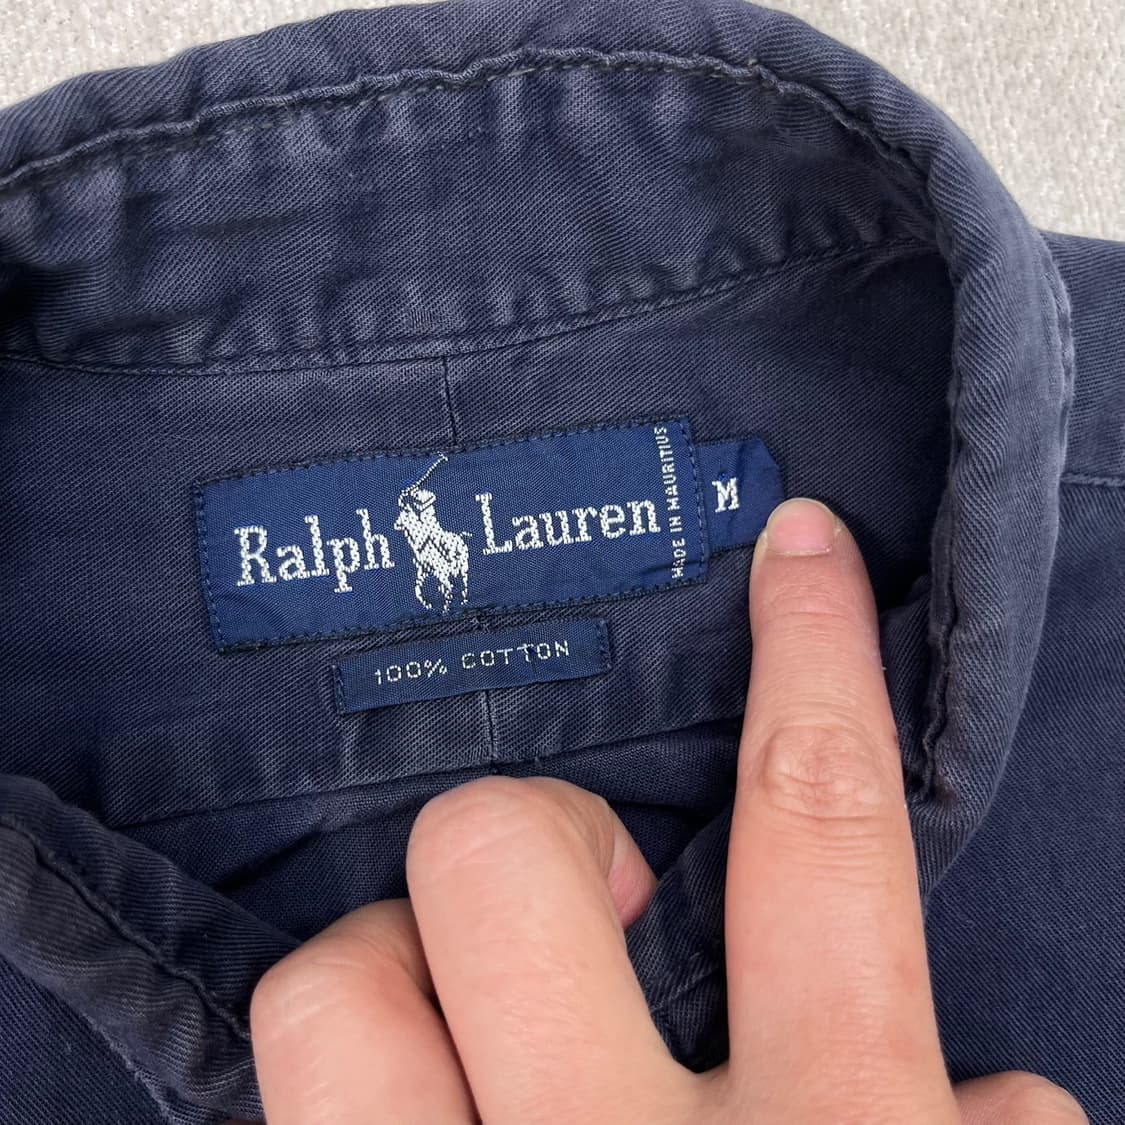 Ralph Lauren
MADE IN MAURITIUS
M
100% COTTON